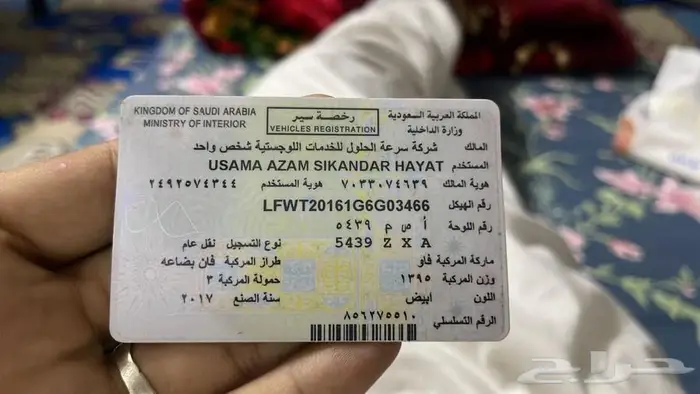 KINGDOM OF SAUDI ARABIA
MINISTRY OF INTERIOR
رخصة سير
VEHICLES REGISTRATION
المملكة العربية السعودية
وزارة الداخلية
المالك شركة سرعة الحلول للخدمات اللوجستية شخص واحد
المستخدم USAMA AZAM SIKANDAR HAYAT
هوية المالك ٧٠٣٣٠٧٤٦٣٩ هوية المستخدم ٢٤٩٢٥٧٤٣٤٤
رقم الهيكل LFWT20161G6G03466
رقم اللوحة أ ص م ٥٤٣٩
5439 Z X A نوع التسجيل نقل عام
ماركة المركبة فاو طراز المركبة فان بضاعه
وزن المركبة ١٣٩٥ حمولة المركبة ٣
اللون أبيض سنة الصنع ٢٠١٧
الرقم التسلسلي ٨٥٦٢٧٥٥١٠
حراج